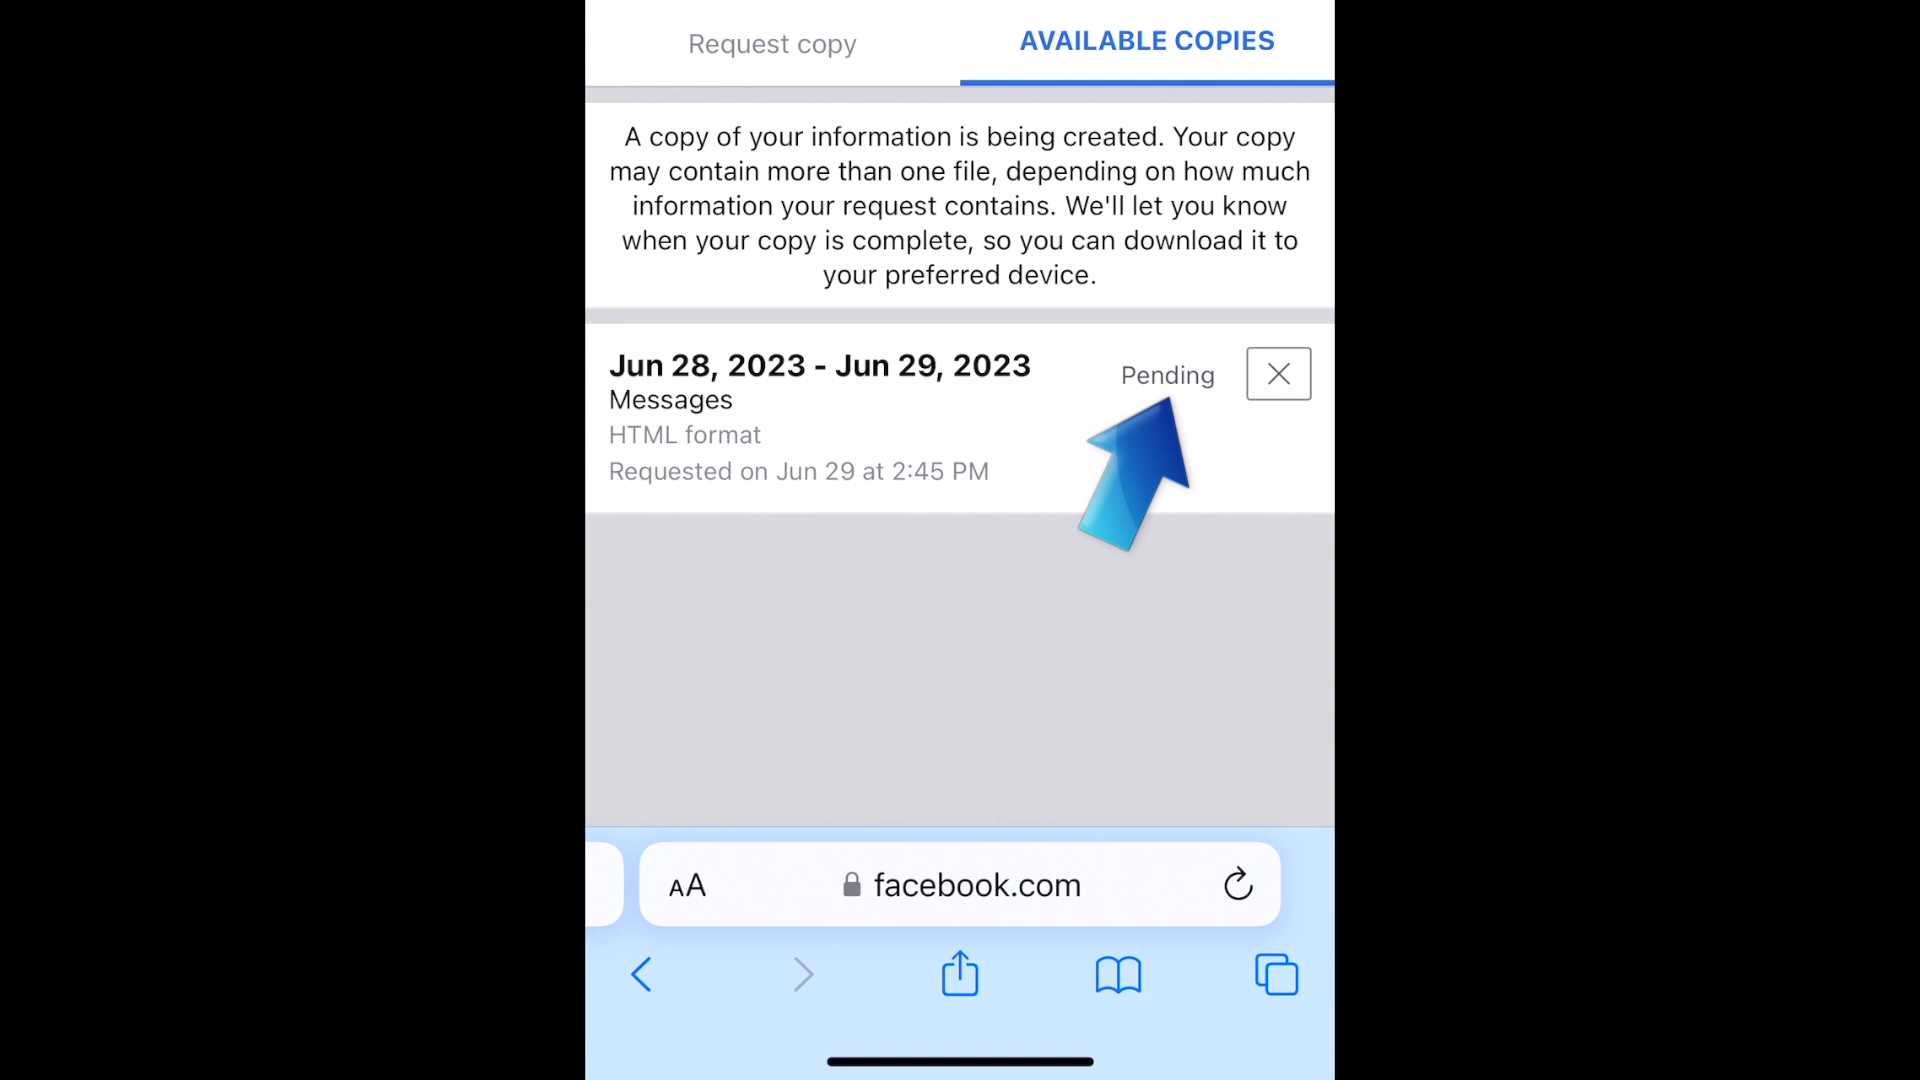 Request copy
AVAILABLE COPIES
A copy of your information is being created. Your copy
may contain more than one file, depending on how much
information your request contains. We'll let you know
when your copy is complete, so you can download it to
your preferred device.
Jun 28, 2023 - Jun 29, 2023
Pending
Messages
HTML format
Requested on Jun 29 at 2:45 PM
AA
facebook.com